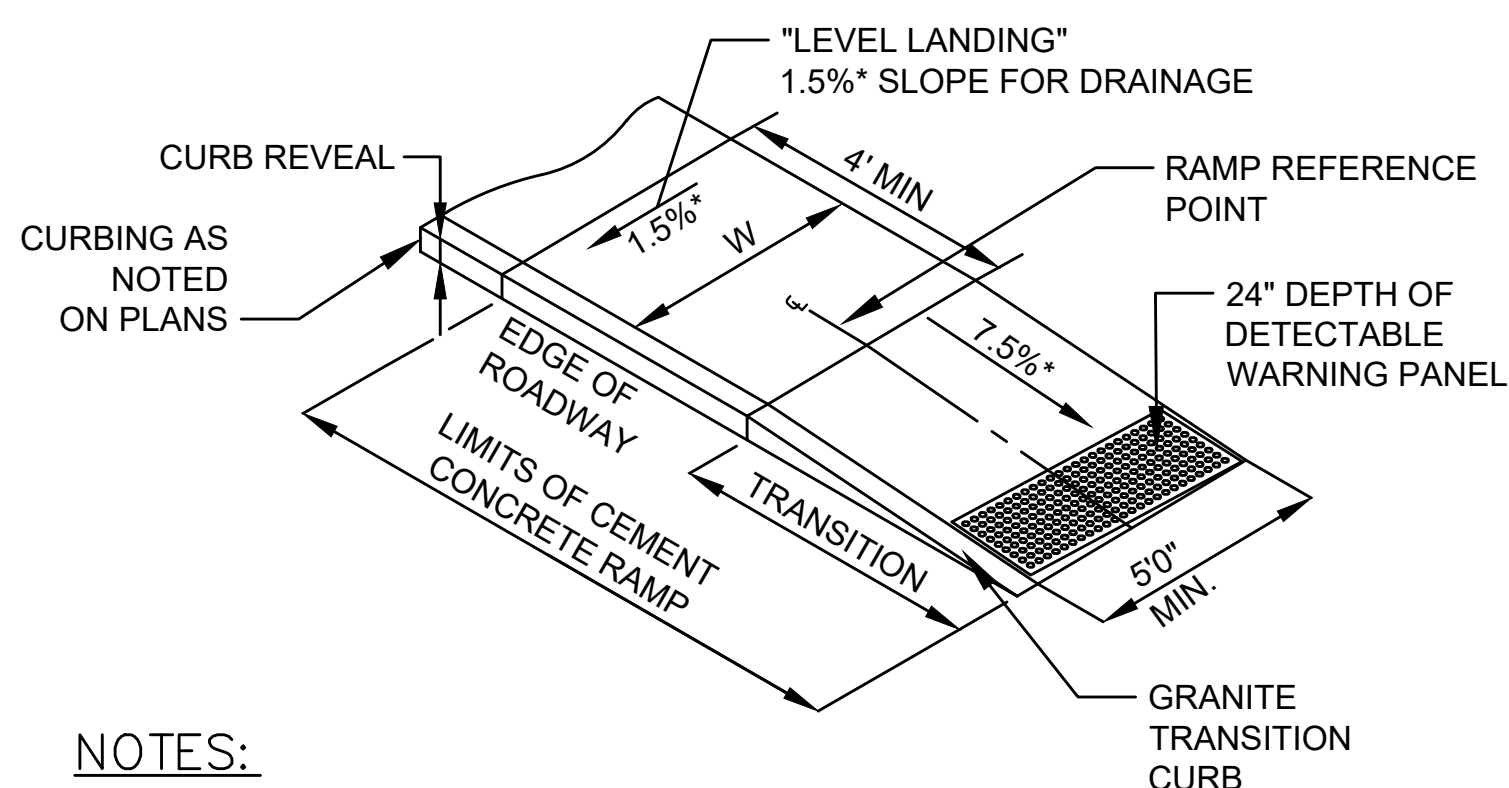 "LEVEL LANDING"
1.5%* SLOPE FOR DRAINAGE
CURB REVEAL
4' MIN
RAMP REFERENCE
POINT
CURBING AS
NOTED
ON PLANS
1.5%*
W
℄
7.5%*
24" DEPTH OF
DETECTABLE
WARNING PANEL
EDGE OF
ROADWAY
LIMITS OF CEMENT
CONCRETE RAMP
TRANSITION
5'0"
MIN.
GRANITE
TRANSITION
CURB
NOTES: